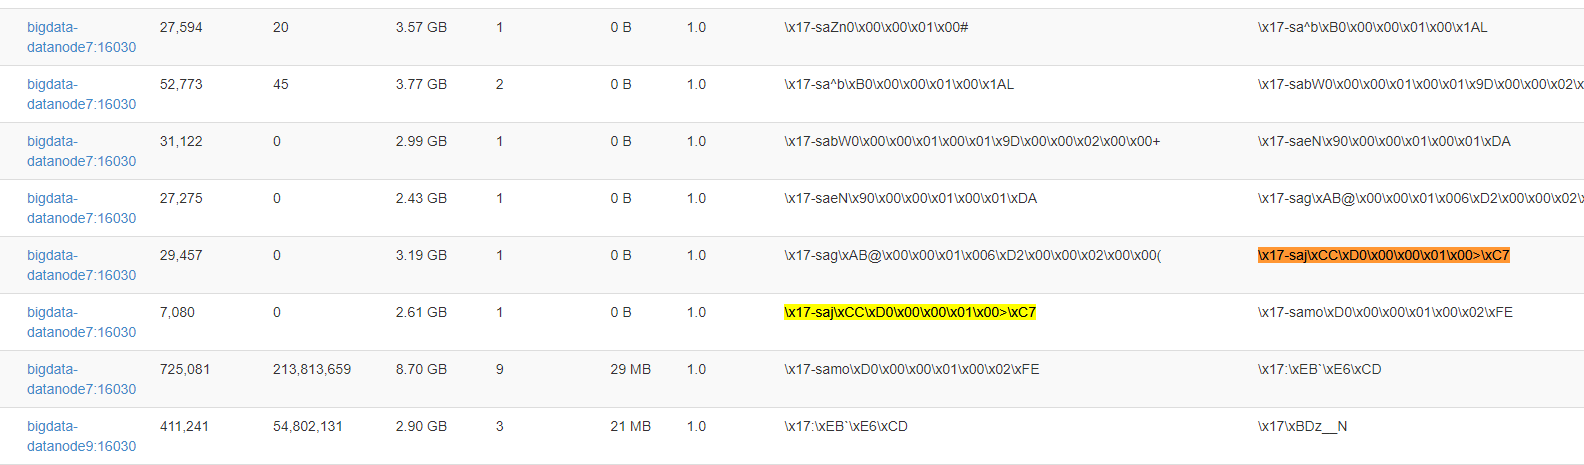 bigdata-
datanode7:16030 27,594 20 3.57 GB 1 0 B 1.0 \x17-saZn0\x00\x00\x01\x00# \x17-sa^b\xB0\x00\x00\x01\x00\x1AL
bigdata-
datanode7:16030 52,773 45 3.77 GB 2 0 B 1.0 \x17-sa^b\xB0\x00\x00\x01\x00\x1AL \x17-sabW0\x00\x00\x01\x00\x01\x9D\x00\x00\x02\x
bigdata-
datanode7:16030 31,122 0 2.99 GB 1 0 B 1.0 \x17-sabW0\x00\x00\x01\x00\x01\x9D\x00\x00\x02\x00\x00+ \x17-saeN\x90\x00\x00\x01\x00\x01\xDA
bigdata-
datanode7:16030 27,275 0 2.43 GB 1 0 B 1.0 \x17-saeN\x90\x00\x00\x01\x00\x01\xDA \x17-sag\xAB@\x00\x00\x01\x006\xD2\x00\x00\x02\
bigdata-
datanode7:16030 29,457 0 3.19 GB 1 0 B 1.0 \x17-sag\xAB@\x00\x00\x01\x006\xD2\x00\x00\x02\x00\x00( \x17-saj\xCC\xD0\x00\x00\x01\x00>\xC7
bigdata-
datanode7:16030 7,080 0 2.61 GB 1 0 B 1.0 \x17-saj\xCC\xD0\x00\x00\x01\x00>\xC7 \x17-samo\xD0\x00\x00\x01\x00\x02\xFE
bigdata-
datanode7:16030 725,081 213,813,659 8.70 GB 9 29 MB 1.0 \x17-samo\xD0\x00\x00\x01\x00\x02\xFE \x17:\xEB`\xE6\xCD
bigdata-
datanode9:16030 411,241 54,802,131 2.90 GB 3 21 MB 1.0 \x17:\xEB`\xE6\xCD \x17\xBDz__N